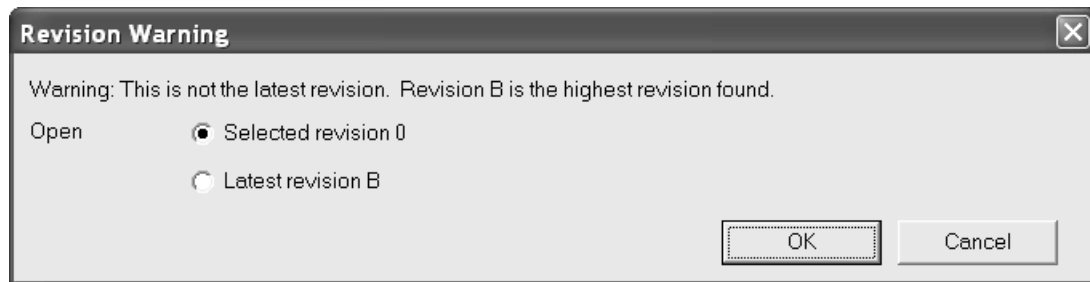 Revision Warning
Warning: This is not the latest revision. Revision B is the highest revision found.
Open Selected revision 0
Latest revision B
OK Cancel